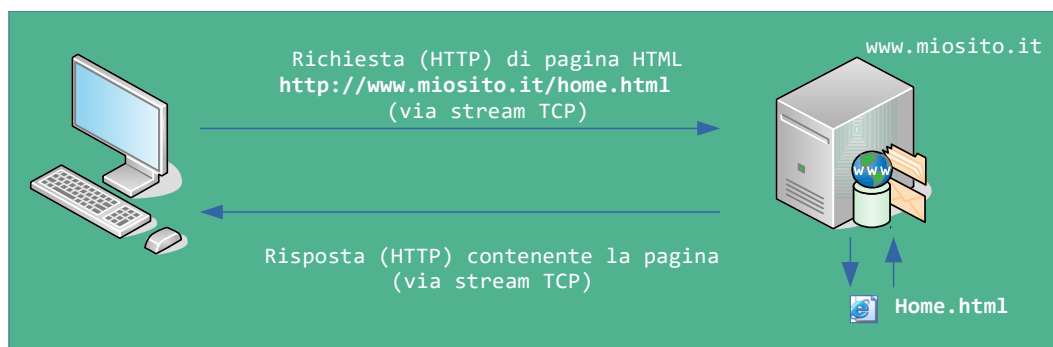 www.miosito.it
Richiesta (HTTP) di pagina HTML
http://www.miosito.it/home.html
(via stream TCP)
www
Risposta (HTTP) contenente la pagina
(via stream TCP)
Home.html